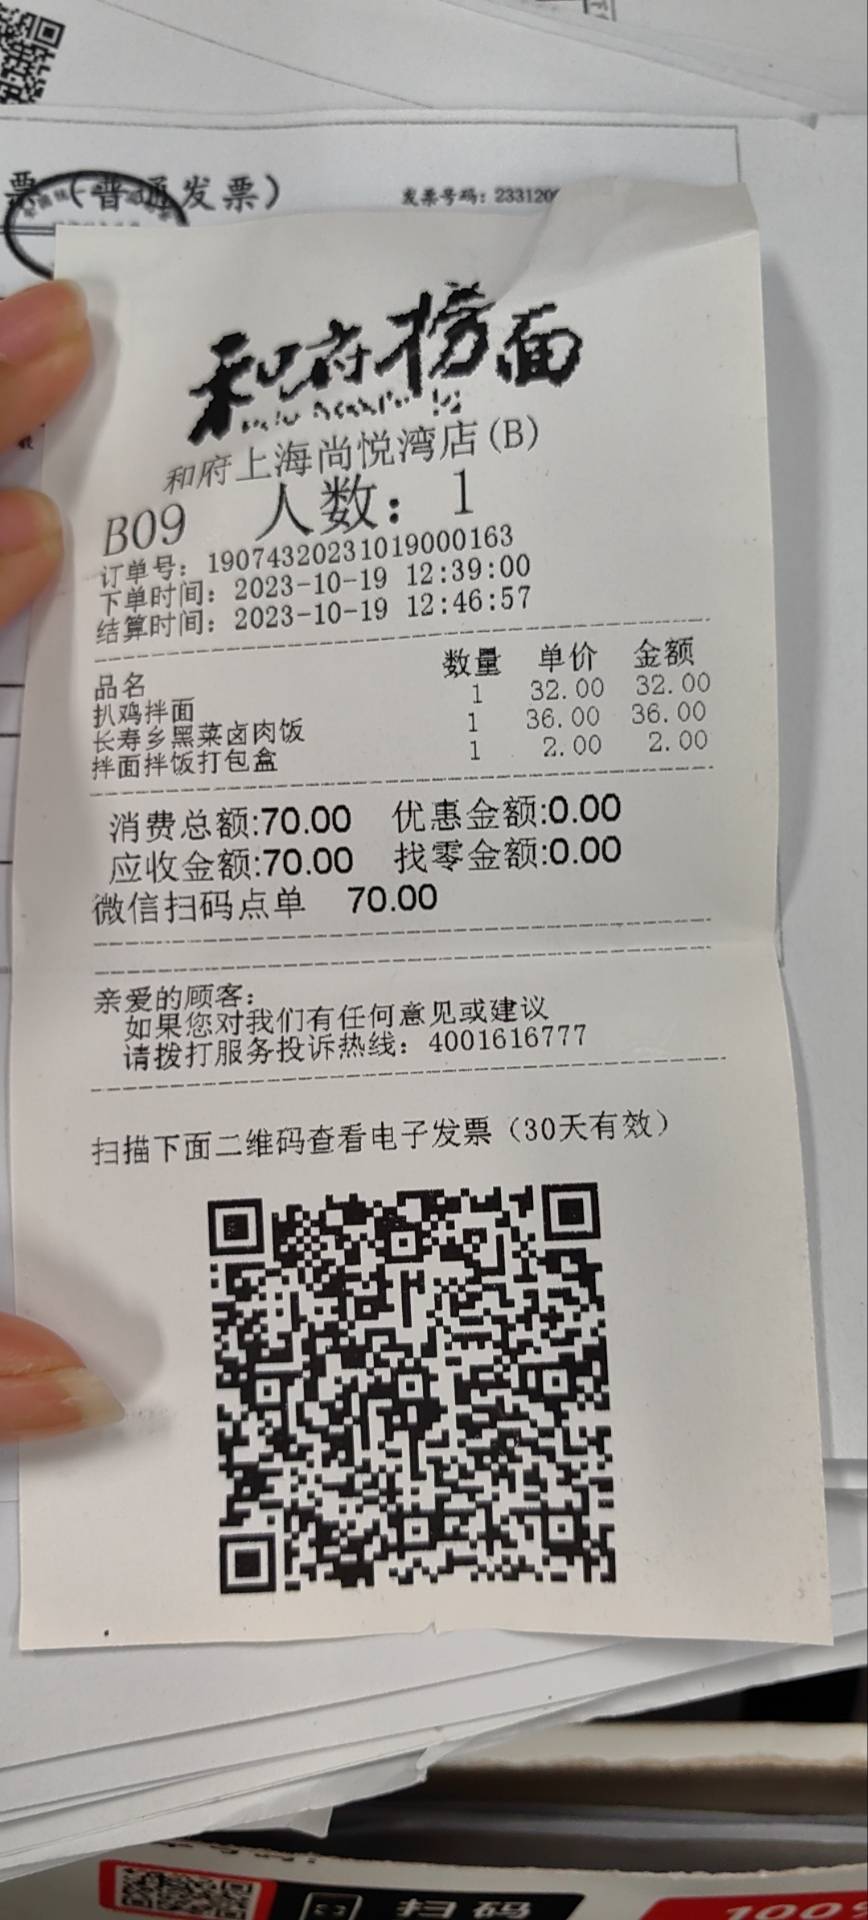 票（普通发票）
发票号码：233120
和府捞面
和府上海尚悦湾店(B)
B09 人数：1
订单号：19074320231019000163
下单时间：2023-10-19 12:39:00
结算时间：2023-10-19 12:46:57
品名 数量 单价 金额
扒鸡拌面 1 32.00 32.00
长寿乡黑菜卤肉饭 1 36.00 36.00
拌面拌饭打包盒 1 2.00 2.00
消费总额:70.00 优惠金额:0.00
应收金额:70.00 找零金额:0.00
微信扫码点单 70.00
亲爱的顾客：
如果您对我们有任何意见或建议
请拨打服务投诉热线：4001616777
扫描下面二维码查看电子发票（30天有效）
扫码
100%